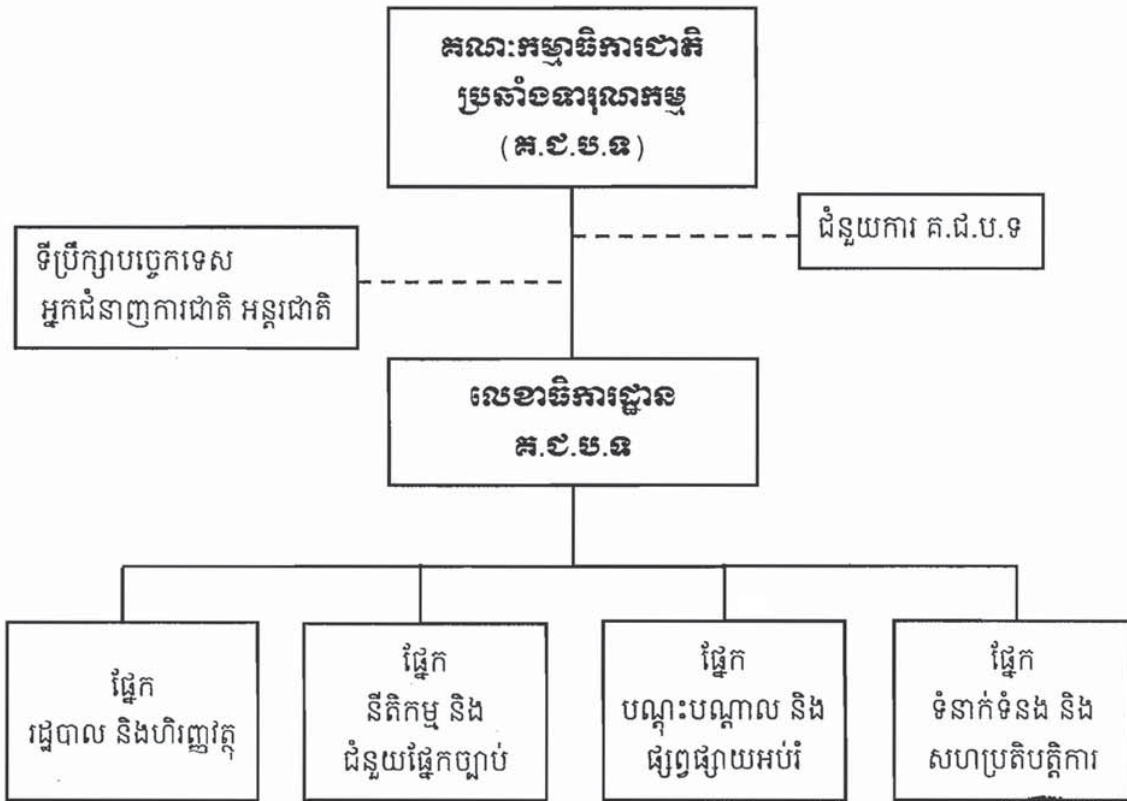 គណៈកម្មាធិការជាតិ
ប្រឆាំងទារុណកម្ម
(គ.ជ.ប.ទ)
ជំនួយការ គ.ជ.ប.ទ
ទីប្រឹក្សាបច្ចេកទេស
អ្នកជំនាញការជាតិ អន្តរជាតិ
លេខាធិការដ្ឋាន
គ.ជ.ប.ទ
ផ្នែក
រដ្ឋបាល និងហិរញ្ញវត្ថុ
ផ្នែក
នីតិកម្ម និង
ជំនួយផ្នែកច្បាប់
ផ្នែក
បណ្តុះបណ្តាល និង
ផ្សព្វផ្សាយអប់រំ
ផ្នែក
ទំនាក់ទំនង និង
សហប្រតិបត្តិការ